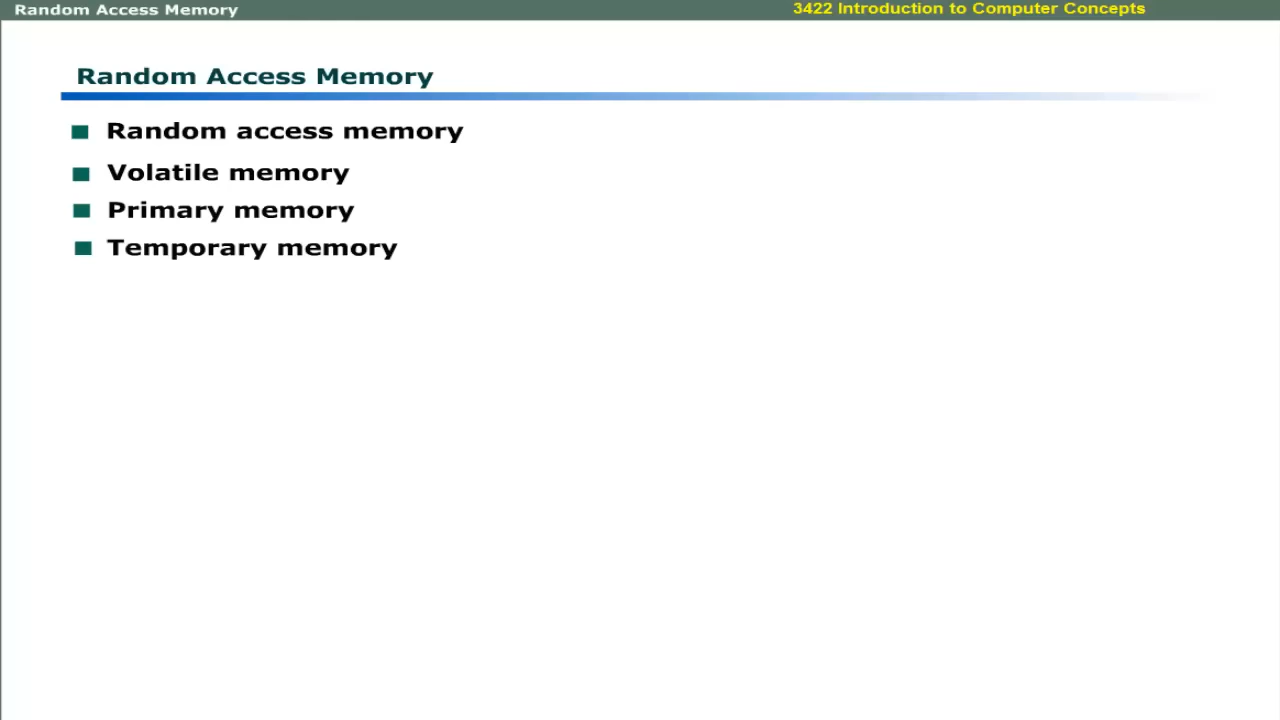 Random Access Memory
3422 Introduction to Computer Concepts
Random Access Memory
Random access memory
Volatile memory
Primary memory
Temporary memory